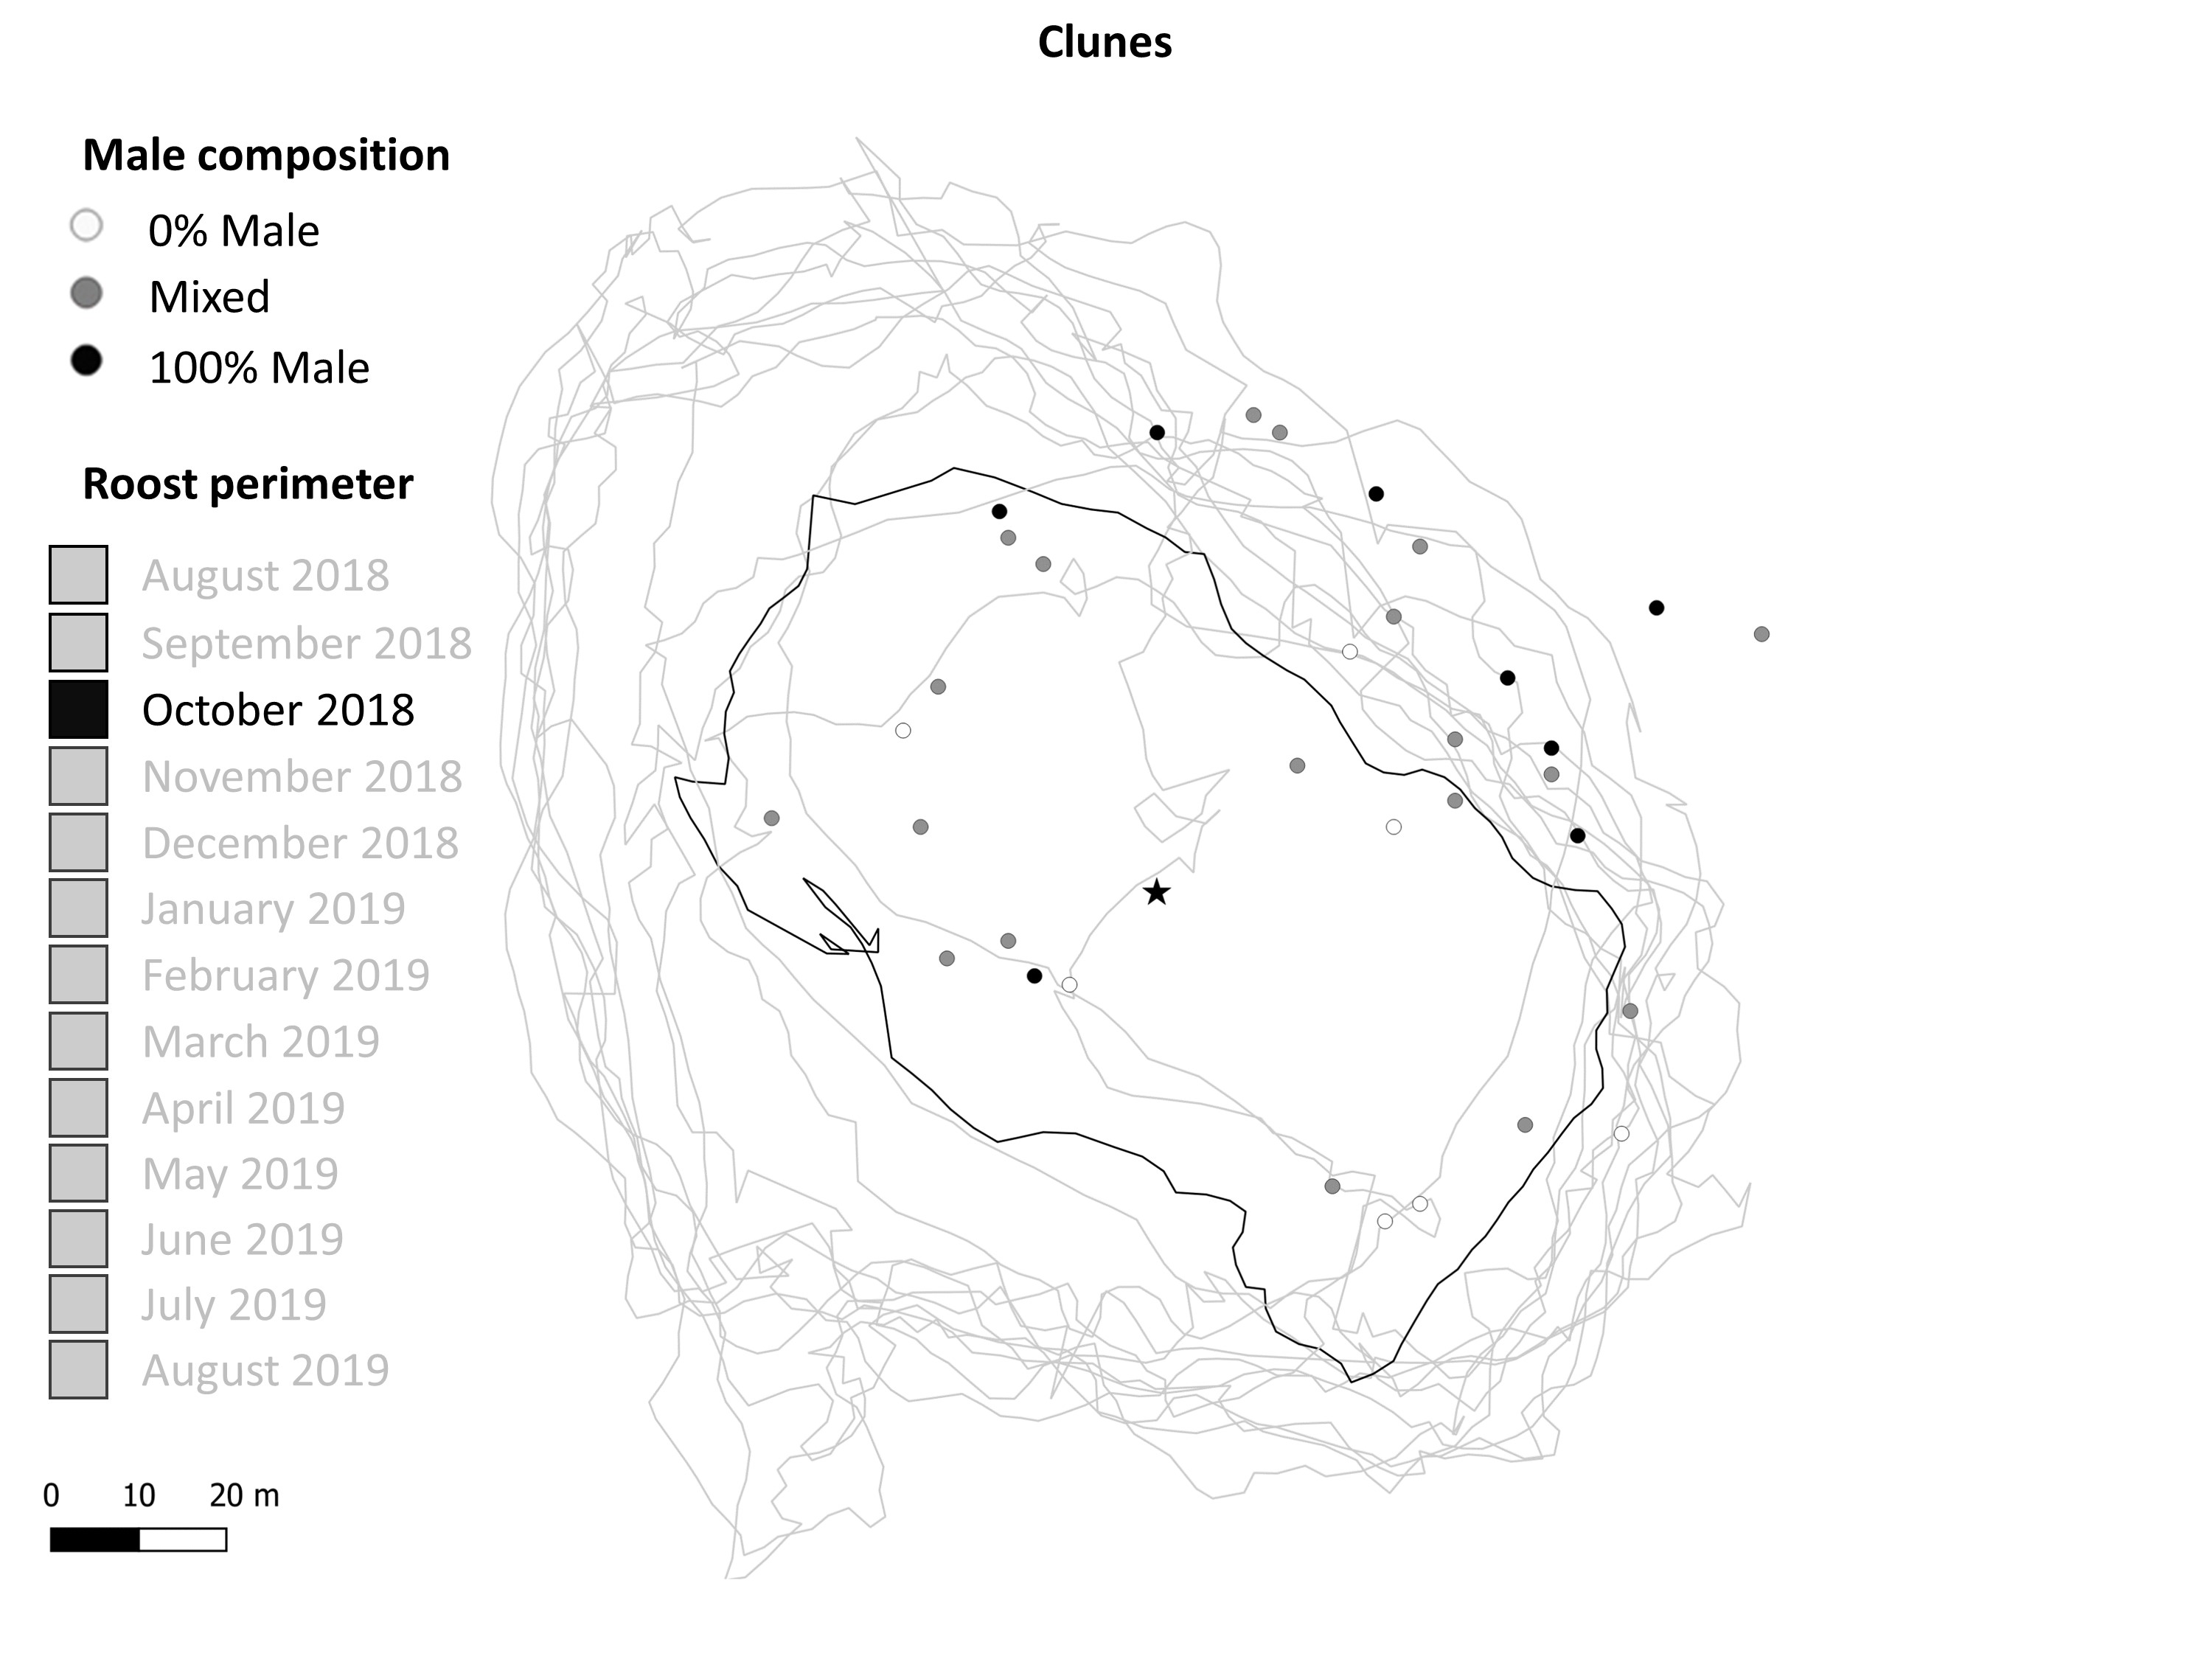 Clunes
Male composition
0% Male
Mixed
100% Male
Roost perimeter
August 2018
September 2018
October 2018
November 2018
December 2018
January 2019
February 2019
March 2019
April 2019
May 2019
June 2019
July 2019
August 2019
0 10 20 m